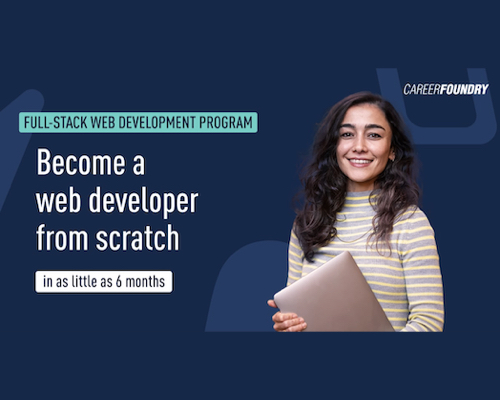 CAREERFOUNDRY
FULL-STACK WEB DEVELOPMENT PROGRAM
Become a
web developer
from scratch
in as little as 6 months